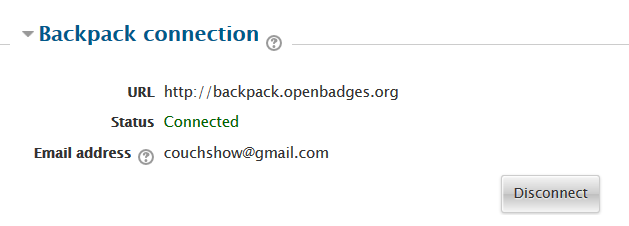 Backpack connection ?
URL http://backpack.openbadges.org
Status Connected
Email address ? couchshow@gmail.com
Disconnect